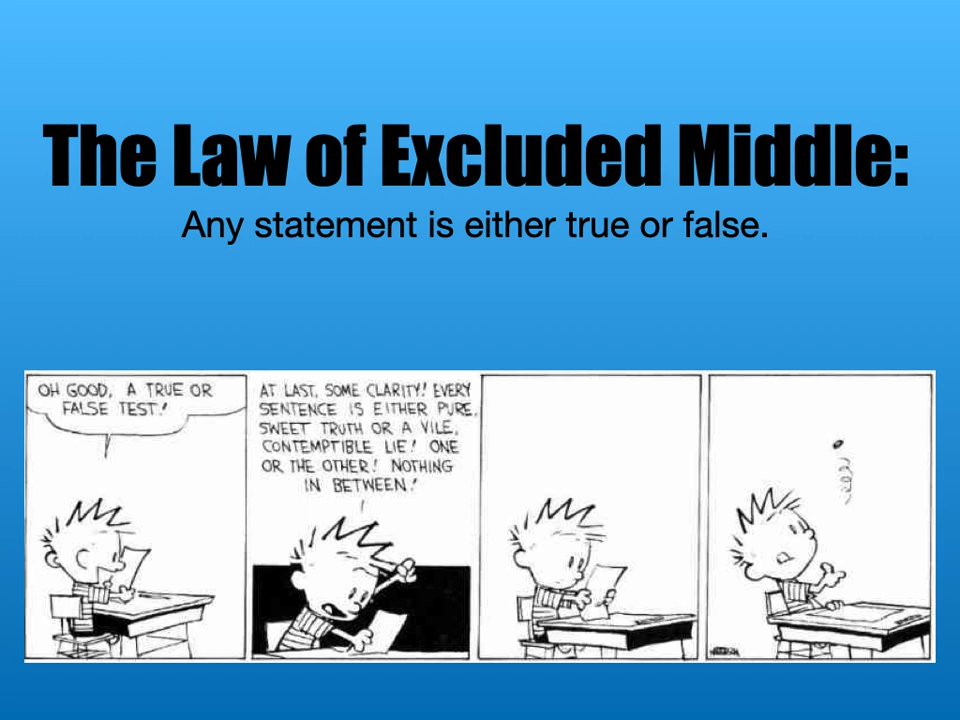 The Law of Excluded Middle:
Any statement is either true or false.
OH GOOD, A TRUE OR
FALSE TEST!
AT LAST, SOME CLARITY! EVERY
SENTENCE IS EITHER PURE,
SWEET TRUTH OR A VILE,
CONTEMPTIBLE LIE! ONE
OR THE OTHER! NOTHING
IN BETWEEN!